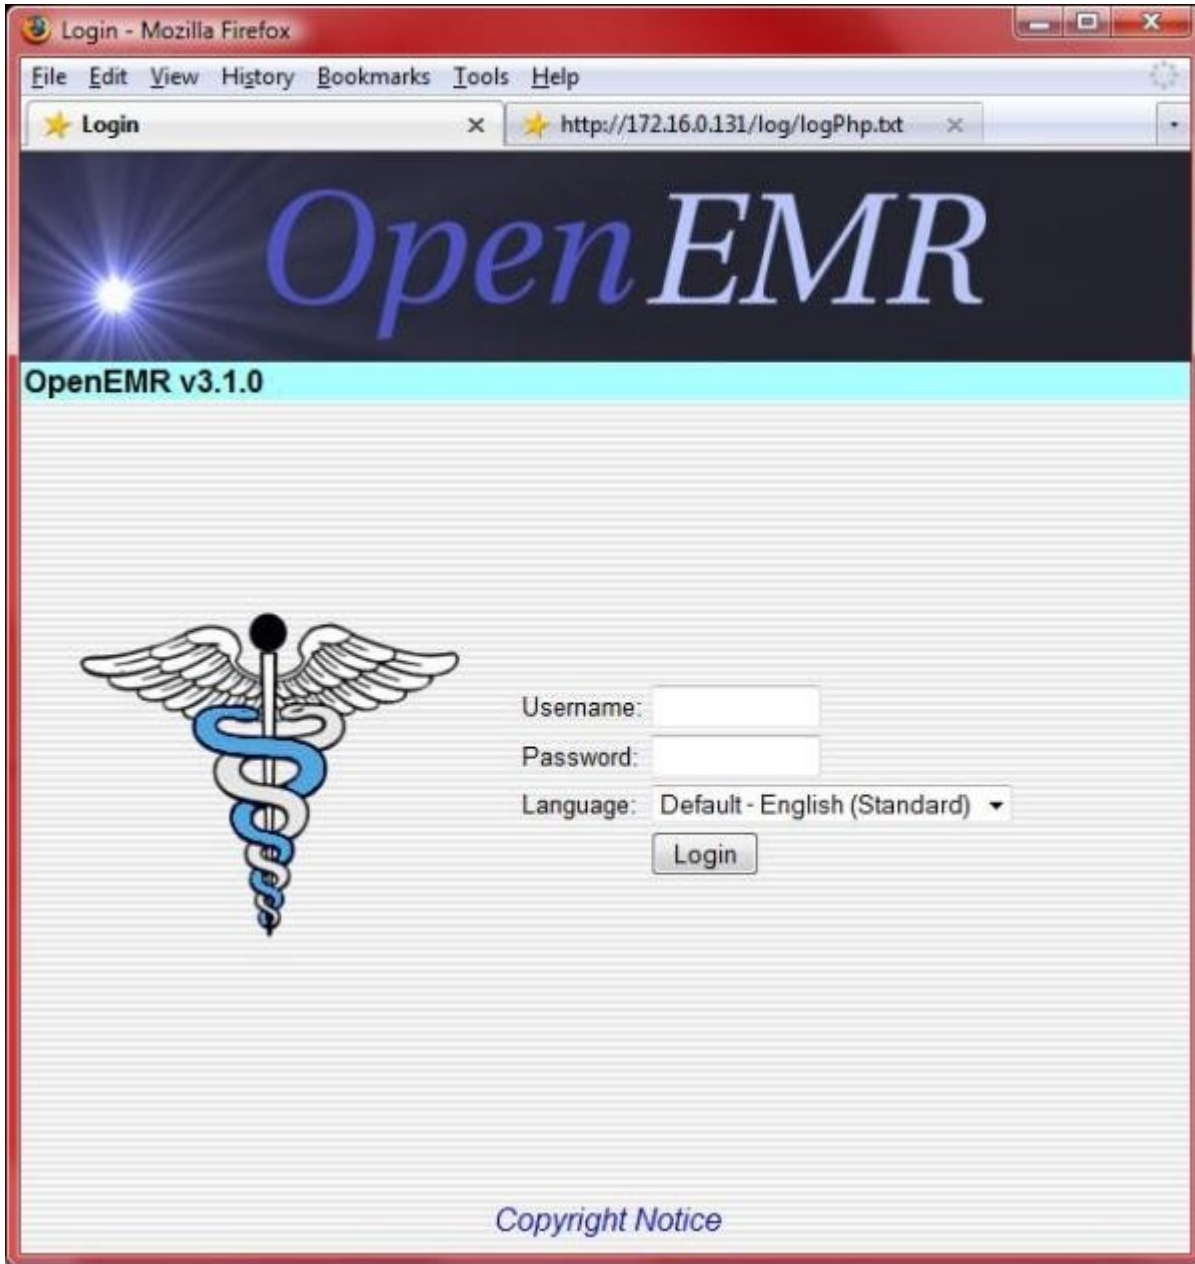 Login - Mozilla Firefox
File Edit View History Bookmarks Tools Help
Login
http://172.16.0.131/log/logPhp.txt
OpenEMR
OpenEMR v3.1.0
Username:
Password:
Language: Default - English (Standard)
Login
Copyright Notice